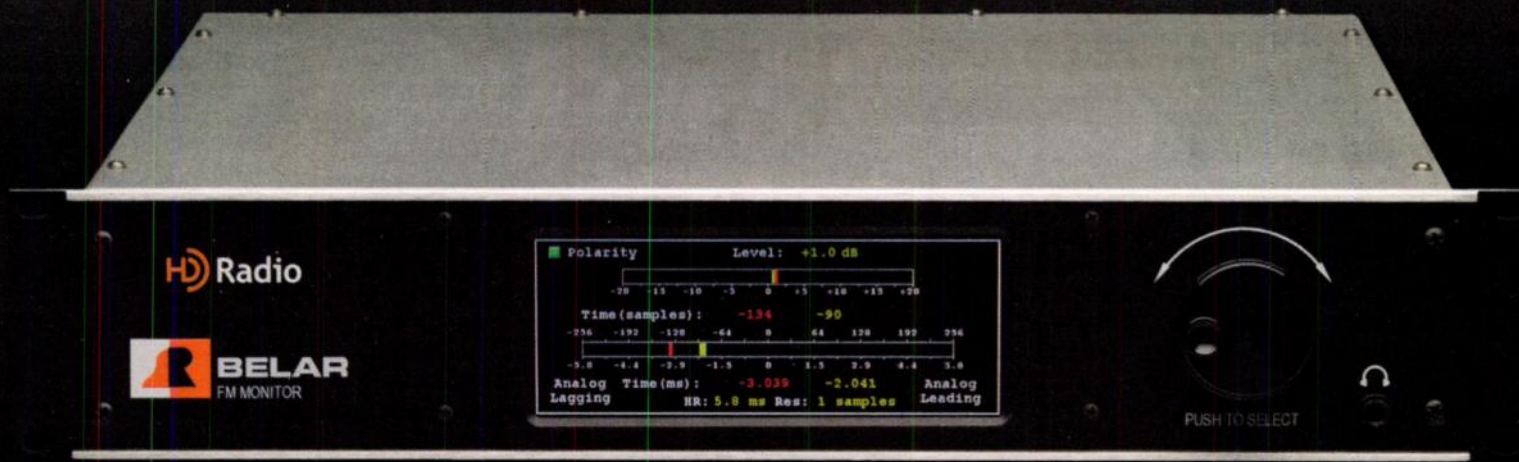 HD Radio
BELAR
FM MONITOR
Polarity Level: +1.0 dB
-20 -15 -10 -5 0 +5 +10 +15 +20
Time(samples): -134 -90
-256 -192 -128 -64 0 64 128 192 256
-5.8 -4.4 -2.9 -1.5 0 1.5 2.9 4.4 5.8
Analog Lagging
Time(ms): -3.039 -2.041
Analog Leading
HR: 5.8 ms Res: 1 samples
PUSH TO SELECT